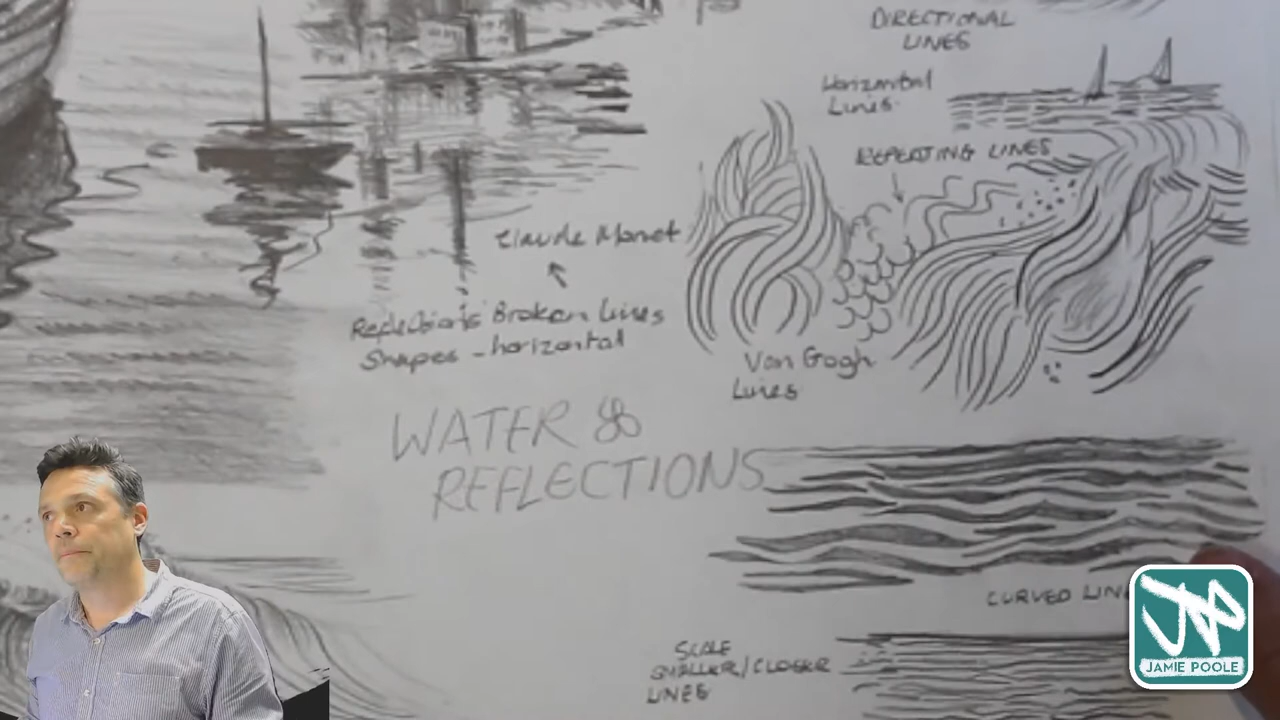 DIRECTIONAL
LINES
Horizontal
Lines.
REPEATING LINES
Claude Monet
Reflections Broken Lines
Shapes - horizontal
Van Gogh
Lines
WATER &
REFLECTIONS
CURVED
SCALE
SMALLER/CLOSER
LINES
JP
JAMIE POOLE